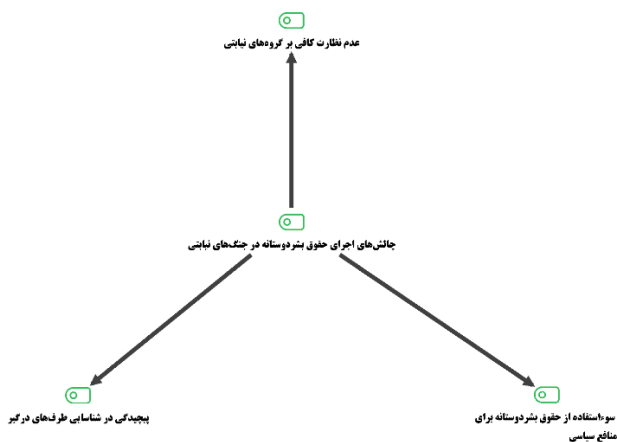 عدم نظارت کافی بر گروه‌های نیابتی
چالش‌های اجرای حقوق بشردوستانه در جنگ‌های نیابتی
پیچیدگی در شناسایی طرف‌های درگیر
سوءاستفاده از حقوق بشردوستانه برای
منافع سیاسی